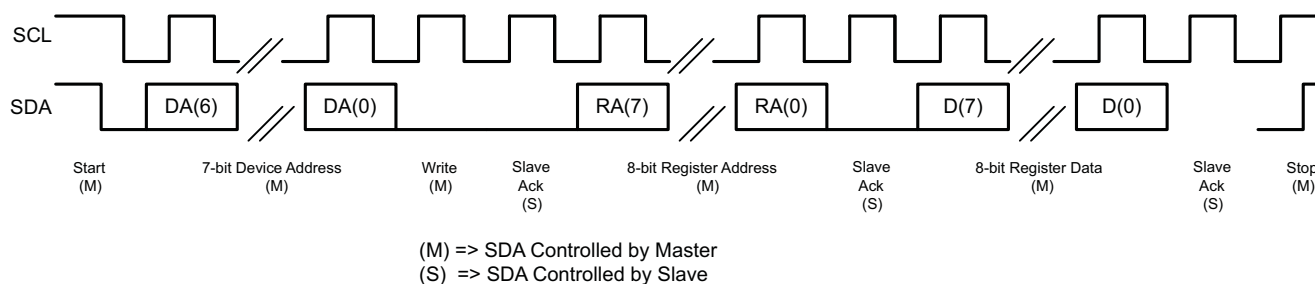 SCL
SDA
DA(6)
DA(0)
RA(7)
RA(0)
D(7)
D(0)
Start
(M)
7-bit Device Address
(M)
Write
(M)
Slave
Ack
(S)
8-bit Register Address
(M)
Slave
Ack
(S)
8-bit Register Data
(M)
Slave
Ack
(S)
Stop
(M)
(M) => SDA Controlled by Master
(S) => SDA Controlled by Slave